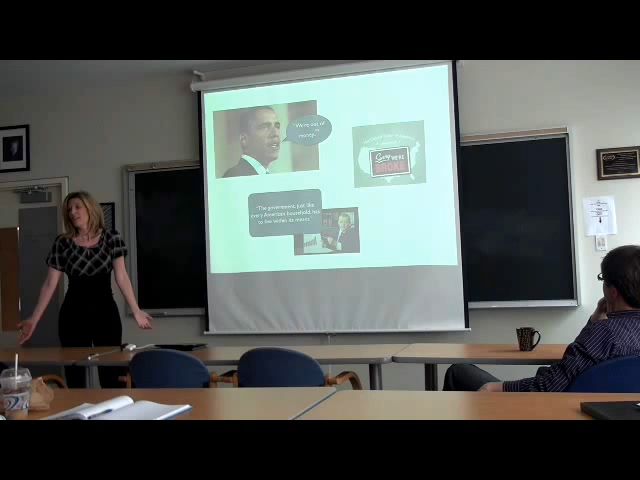 "We're out of
money."
Sorry
WE'RE
BROKE
"The government, just like
every American household, has
to live within its means."